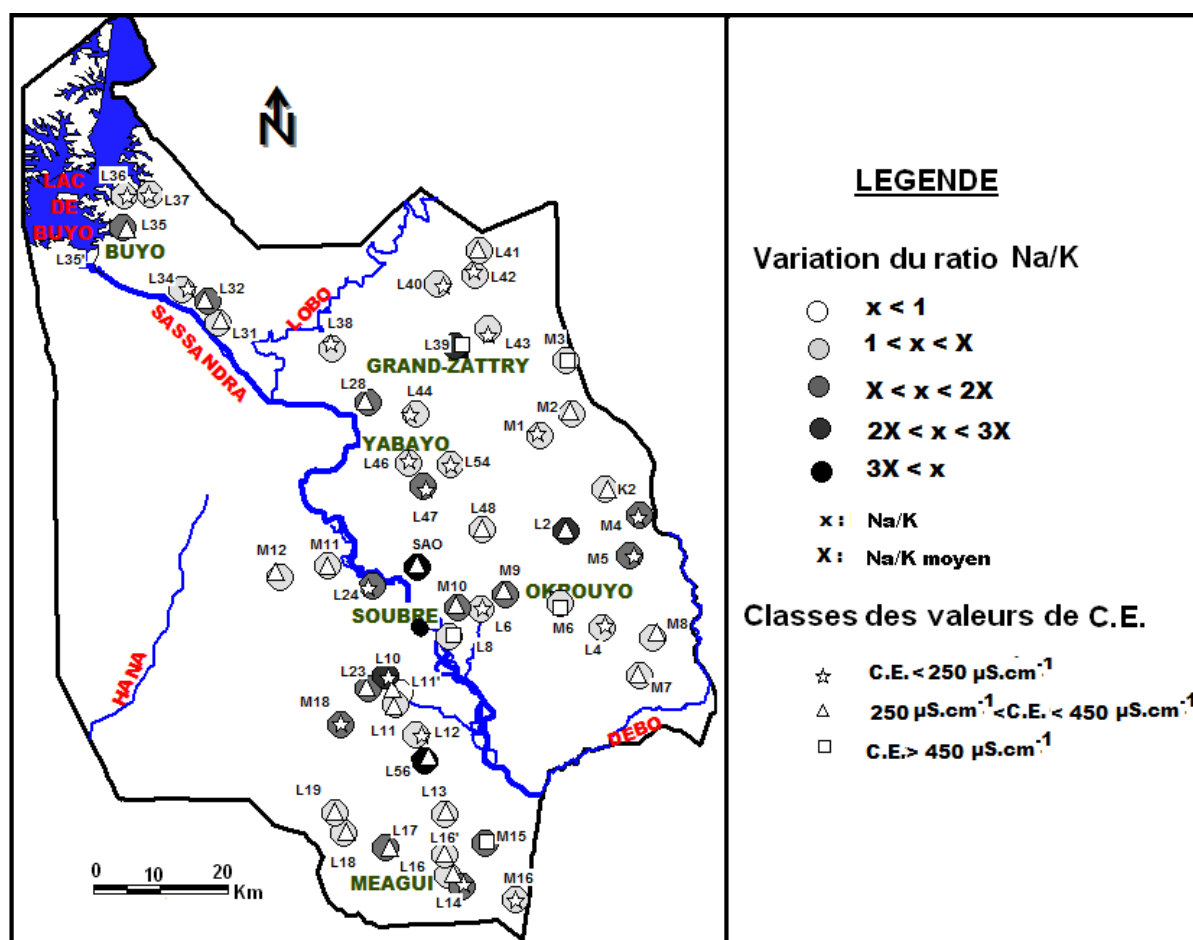 N
L36
L37
LAC
DE
BUYO
L35
BUYO
L35'
L34
L32
L31
SASSANDRA
LOBO
L38
L41
L40
L42
L43
L39
M3
GRAND-ZATTRY
L28
L44
M2
M1
YABAYO
L46
L54
L47
K2
M4
L48
L2
M5
M12
M11
SAO
L24
M10
M9
OKROUYO
SOUBRE
L6
M6
L4
M8
L8
M7
HANA
L10
L23
L11'
M18
L11
L12
DEBO
L56
L19
L13
L17
L16'
M15
L18
L16
MEAGUI
M16
L14
0 10 20
Km
LEGENDE
Variation du ratio Na/K
x < 1
1 < x < X
X < x < 2X
2X < x < 3X
3X < x
x : Na/K
X : Na/K moyen
Classes des valeurs de C.E.
C.E. < 250 µS.cm-1
250 µS.cm-1 <C.E. < 450 µS.cm-1
C.E.> 450 µS.cm-1